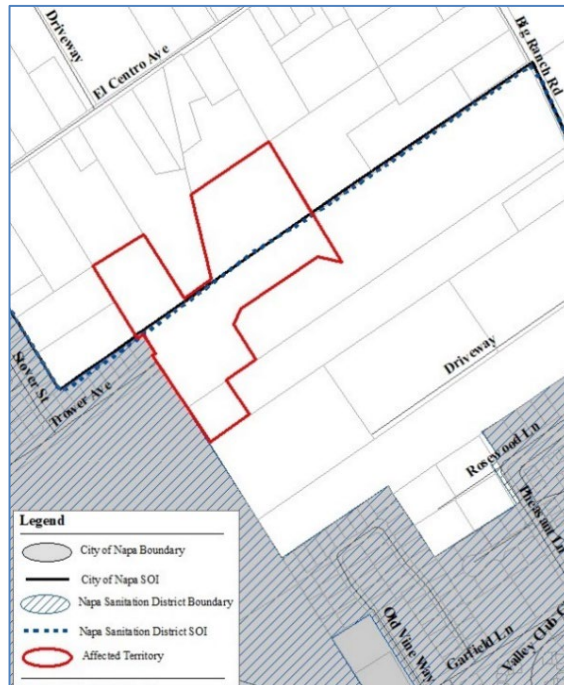 Driveway
El Centro Ave
Big Ranch Rd
Stover St
Trower Ave
Driveway
Rosewood Ln
Pheasant Ln
Old Vine Way
Garfield Ln
Valley Club C
Legend
City of Napa Boundary
City of Napa SOI
Napa Sanitation District Boundary
Napa Sanitation District SOI
Affected Territory